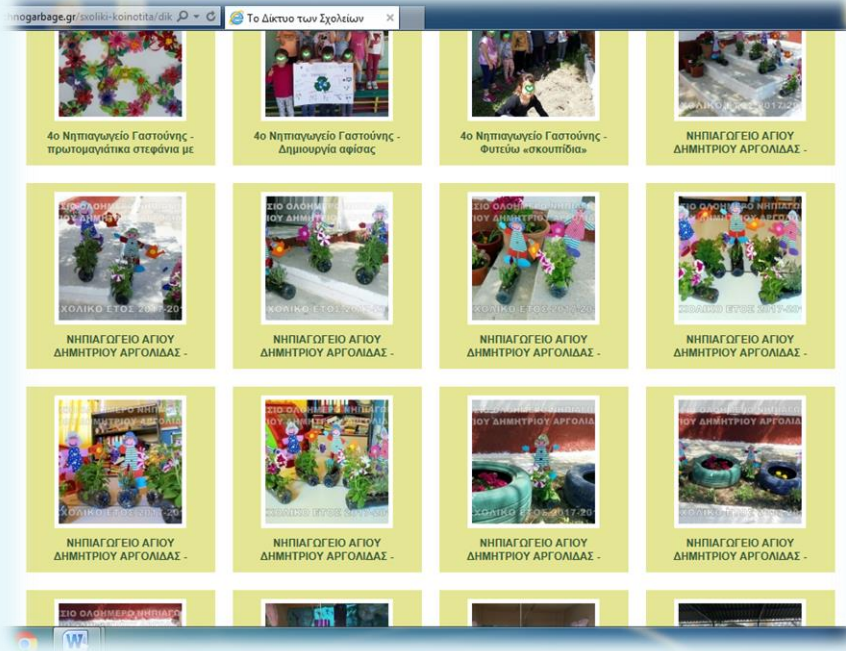 hnogarbage.gr/sxoliki-koinotita/dik
Το Δίκτυο των Σχολείων
4ο Νηπιαγωγείο Γαστούνης -
πρωτομαγιάτικα στεφάνια με
4ο Νηπιαγωγείο Γαστούνης -
Δημιουργία αφίσας
4ο Νηπιαγωγείο Γαστούνης -
Φυτεύω «σκουπίδια»
ΝΗΠΙΑΓΩΓΕΙΟ ΑΓΙΟΥ
ΔΗΜΗΤΡΙΟΥ ΑΡΓΟΛΙΔΑΣ -
ΝΗΠΙΑΓΩΓΕΙΟ ΑΓΙΟΥ
ΔΗΜΗΤΡΙΟΥ ΑΡΓΟΛΙΔΑΣ -
ΝΗΠΙΑΓΩΓΕΙΟ ΑΓΙΟΥ
ΔΗΜΗΤΡΙΟΥ ΑΡΓΟΛΙΔΑΣ -
ΝΗΠΙΑΓΩΓΕΙΟ ΑΓΙΟΥ
ΔΗΜΗΤΡΙΟΥ ΑΡΓΟΛΙΔΑΣ -
ΝΗΠΙΑΓΩΓΕΙΟ ΑΓΙΟΥ
ΔΗΜΗΤΡΙΟΥ ΑΡΓΟΛΙΔΑΣ -
ΝΗΠΙΑΓΩΓΕΙΟ ΑΓΙΟΥ
ΔΗΜΗΤΡΙΟΥ ΑΡΓΟΛΙΔΑΣ -
ΝΗΠΙΑΓΩΓΕΙΟ ΑΓΙΟΥ
ΔΗΜΗΤΡΙΟΥ ΑΡΓΟΛΙΔΑΣ -
ΝΗΠΙΑΓΩΓΕΙΟ ΑΓΙΟΥ
ΔΗΜΗΤΡΙΟΥ ΑΡΓΟΛΙΔΑΣ -
ΝΗΠΙΑΓΩΓΕΙΟ ΑΓΙΟΥ
ΔΗΜΗΤΡΙΟΥ ΑΡΓΟΛΙΔΑΣ -